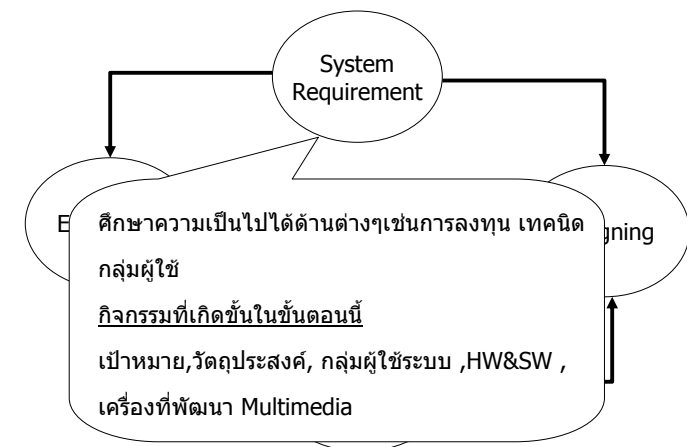 System
Requirement
ศึกษาความเป็นไปได้ด้านต่างๆเช่นการลงทุน เทคนิค
กลุ่มผู้ใช้
กิจกรรมที่เกิดขั้นในขั้นตอนนี้
เป้าหมาย,วัตถุประสงค์, กลุ่มผู้ใช้ระบบ ,HW&SW ,
เครื่องที่พัฒนา Multimedia
E
gning